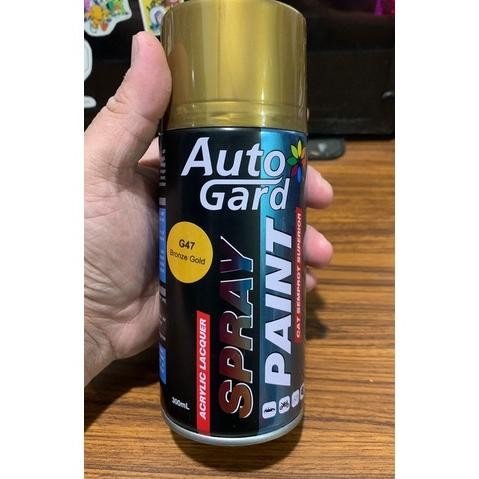 Auto
Gard
G47
Bronze Gold
SPRAY
PAINT
ACRYLIC LACQUER
CAT SEMPROT SUPERIOR
300mL